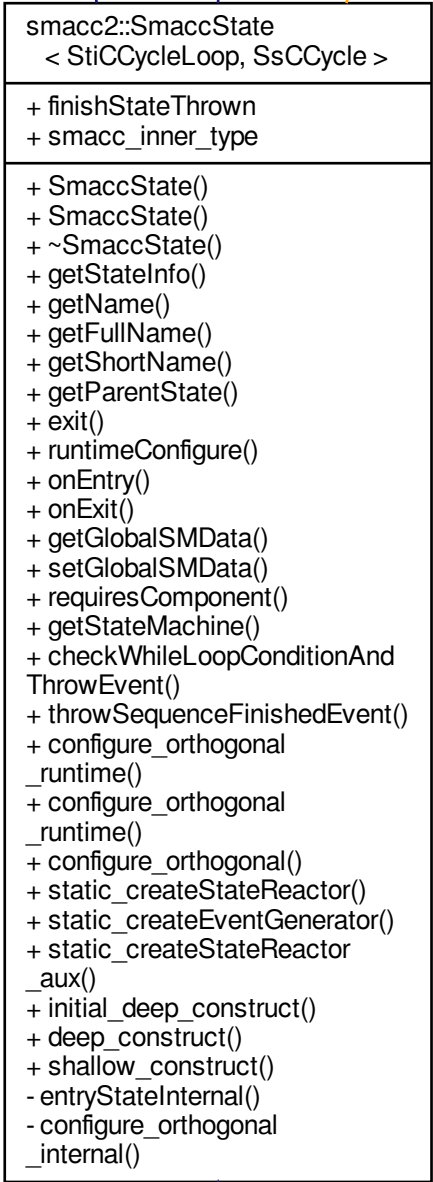 smacc2::SmaccState
< StiCCycleLoop, SsCCycle >
+ finishStateThrown
+ smacc_inner_type
+ SmaccState()
+ SmaccState()
+ ~SmaccState()
+ getStateInfo()
+ getName()
+ getFullName()
+ getShortName()
+ getParentState()
+ exit()
+ runtimeConfigure()
+ onEntry()
+ onExit()
+ getGlobalSMData()
+ setGlobalSMData()
+ requiresComponent()
+ getStateMachine()
+ checkWhileLoopConditionAnd
ThrowEvent()
+ throwSequenceFinishedEvent()
+ configure_orthogonal
_runtime()
+ configure_orthogonal
_runtime()
+ configure_orthogonal()
+ static_createStateReactor()
+ static_createEventGenerator()
+ static_createStateReactor
_aux()
+ initial_deep_construct()
+ deep_construct()
+ shallow_construct()
- entryStateInternal()
- configure_orthogonal
_internal()